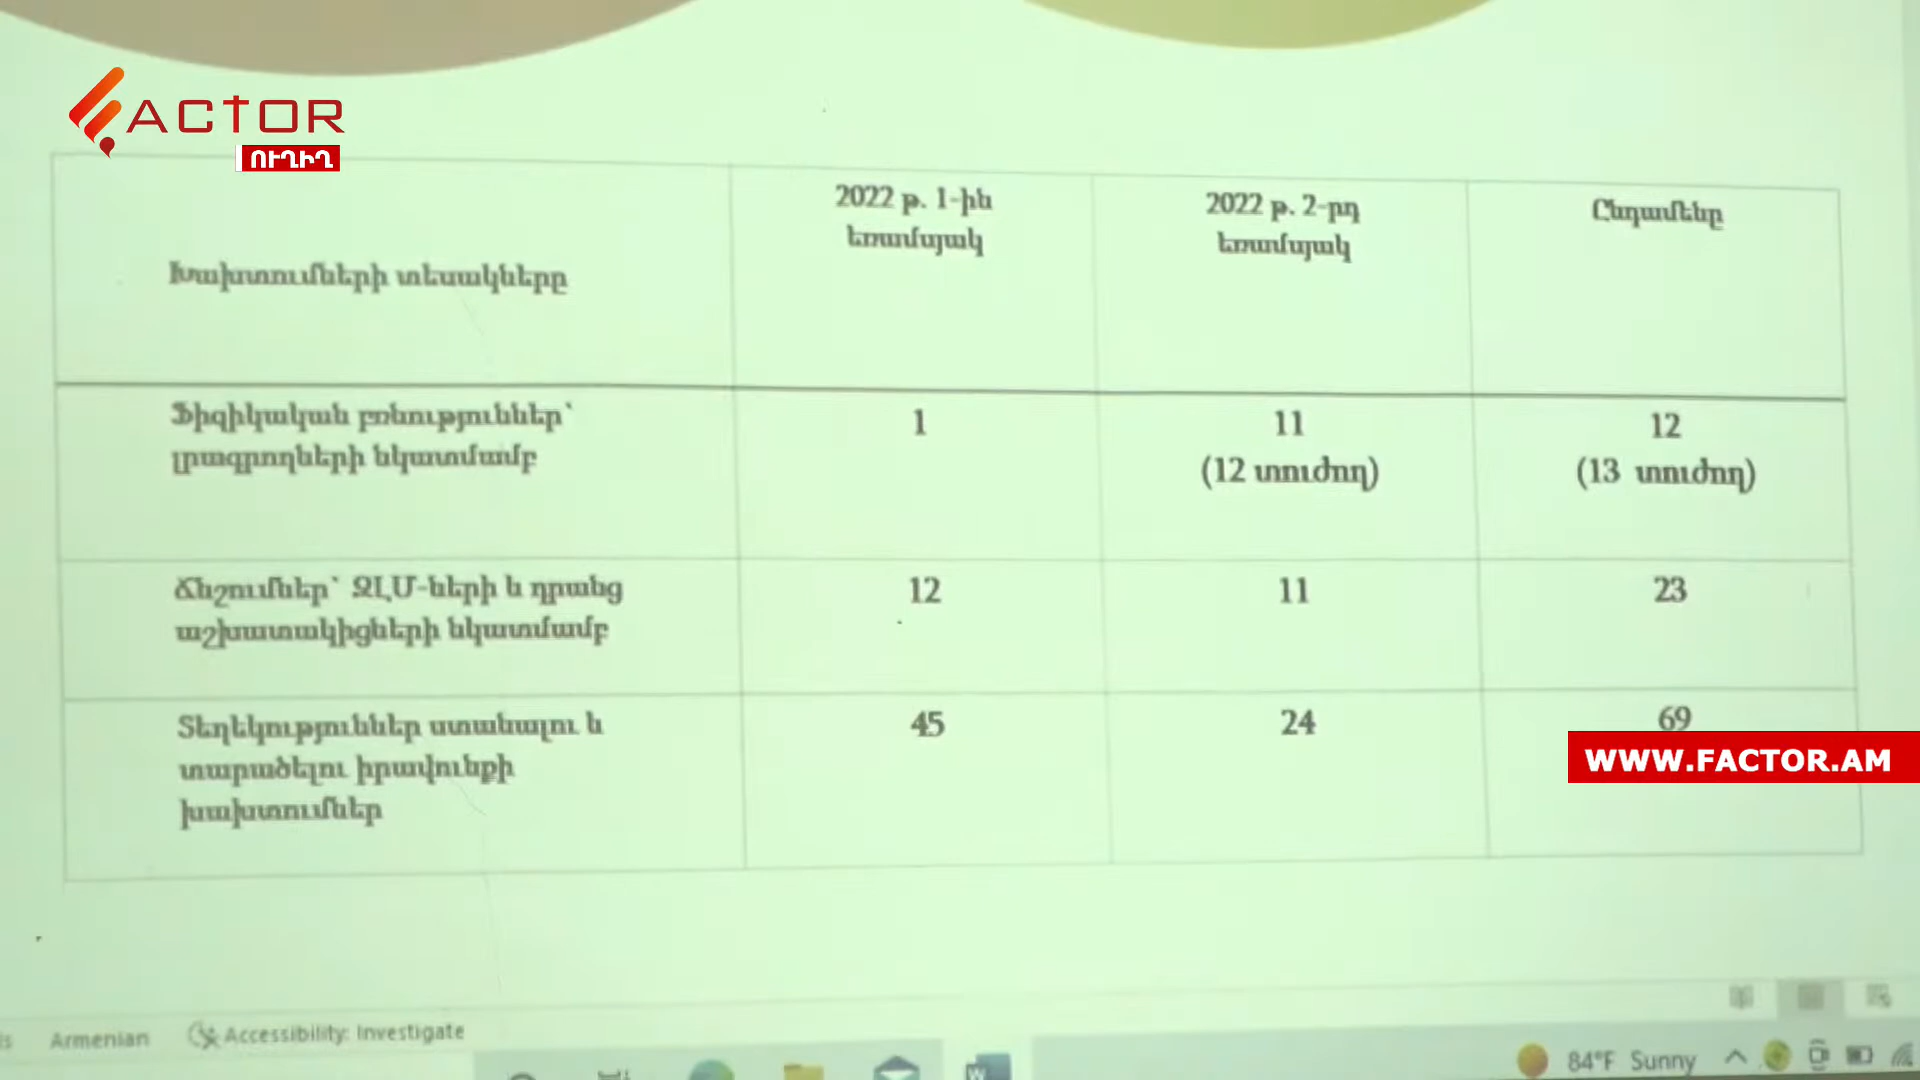 FACTOR
ՈՒՂԻՂ
Խախտումների տեսակները
2022 թ. 1-ին
եռամսյակ
2022 թ. 2-րդ
եռամսյակ
Ընդամենը
Ֆիզիկական բռնություններ՝
լրագրողների նկատմամբ
1
11
(12 տուժող)
12
(13 տուժող)
Ճնշումներ՝ ԶԼՄ-ների և դրանց
աշխատակիցների նկատմամբ
12
11
23
Տեղեկություններ ստանալու և
տարածելու իրավունքի
խախտումներ
45
24
69
WWW.FACTOR.AM
Armenian
Accessibility: Investigate
84°F Sunny